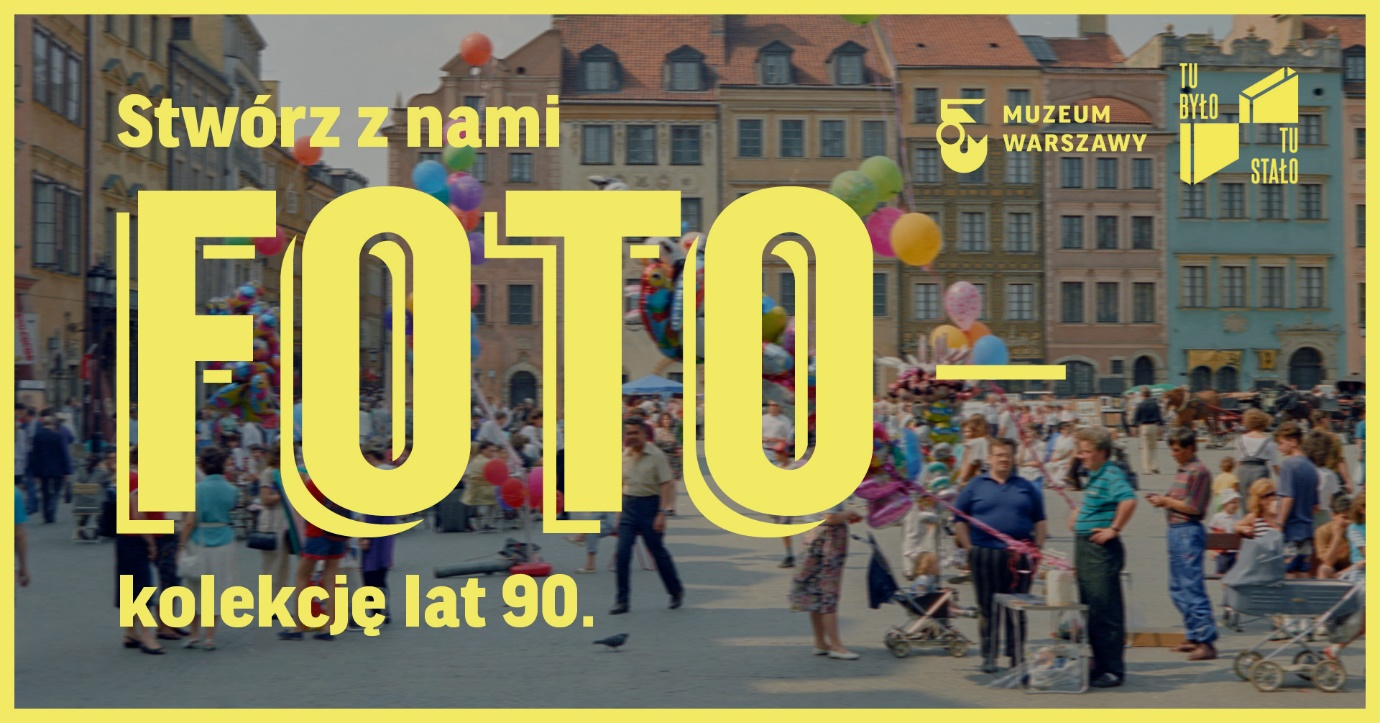 Stwórz z nami
FOTO–
kolekcję lat 90.
MUZEUM
WARSZAWY
TU
BYŁO
TU
STAŁO